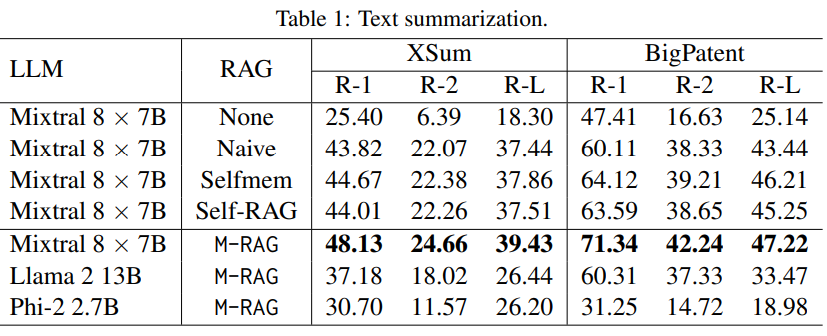 Table 1: Text summarization.
LLM RAG XSum BigPatent
R-1 R-2 R-L R-1 R-2 R-L
Mixtral 8 × 7B None 25.40 6.39 18.30 47.41 16.63 25.14
Mixtral 8 × 7B Naive 43.82 22.07 37.44 60.11 38.33 43.44
Mixtral 8 × 7B Selfmem 44.67 22.38 37.86 64.12 39.21 46.21
Mixtral 8 × 7B Self-RAG 44.01 22.26 37.51 63.59 38.65 45.25
Mixtral 8 × 7B M-RAG 48.13 24.66 39.43 71.34 42.24 47.22
Llama 2 13B M-RAG 37.18 18.02 26.44 60.31 37.33 33.47
Phi-2 2.7B M-RAG 30.70 11.57 26.20 31.25 14.72 18.98